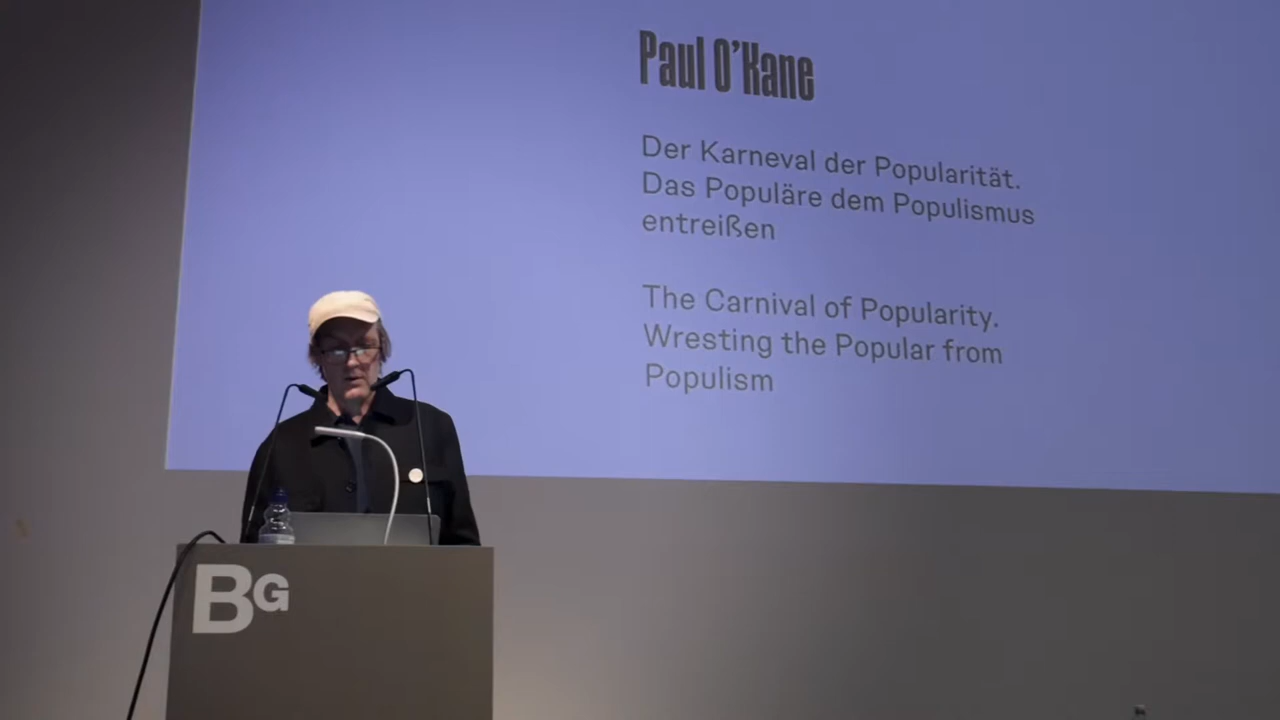 Paul O’Kane
Der Karneval der Popularität.
Das Populäre dem Populismus
entreißen
The Carnival of Popularity.
Wresting the Popular from
Populism
BG